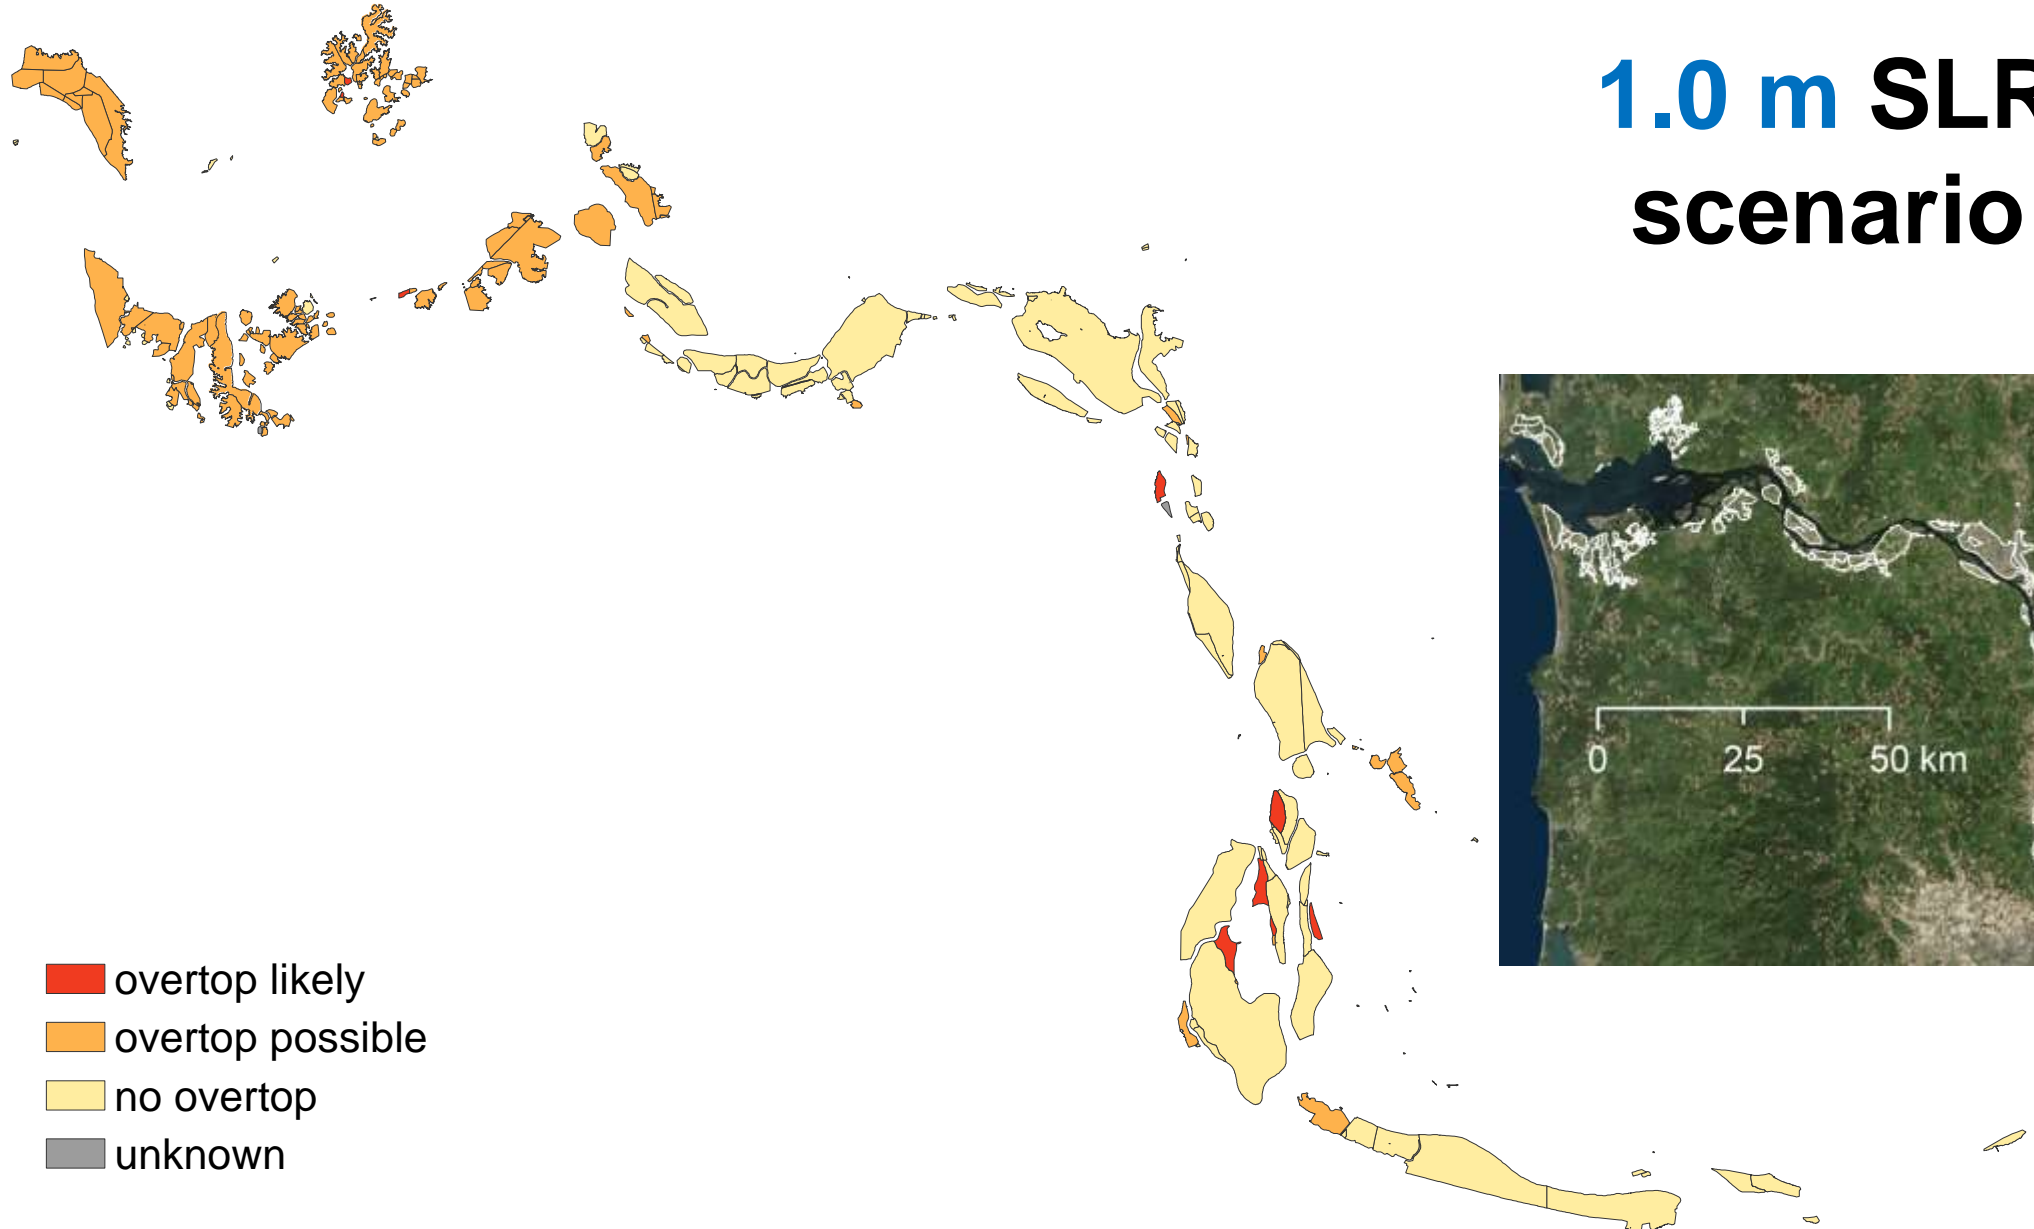 1.0 m SLR
scenario
0 25 50 km
overtop likely
overtop possible
no overtop
unknown